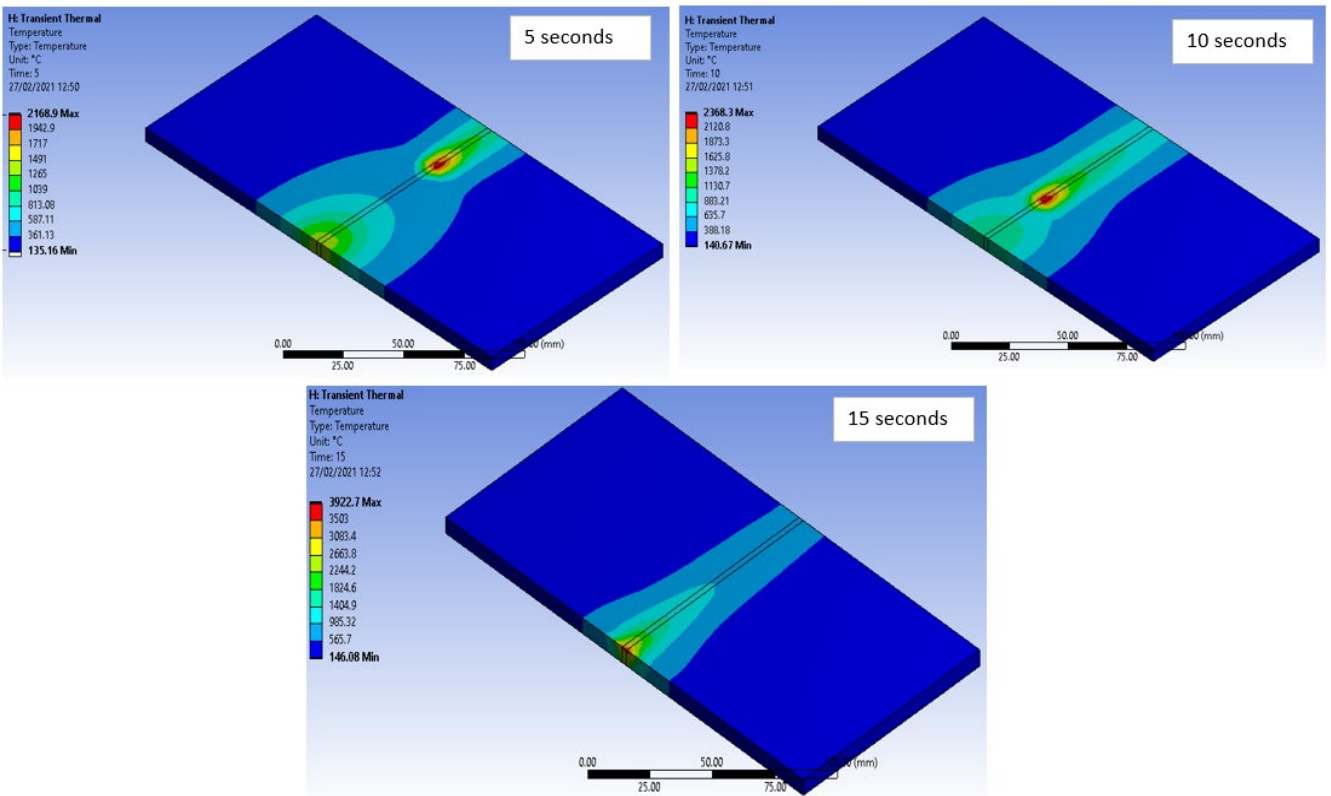 H: Transient Thermal
Temperature
Type: Temperature
Unit: °C
Time: 5
27/02/2021 12:50
5 seconds
2168.9 Max
1942.9
1717
1491
1265
1039
813.08
587.11
361.13
135.16 Min
0.00
50.00
(mm)
25.00
75.00
H: Transient Thermal
Temperature
Type: Temperature
Unit: °C
Time: 10
27/02/2021 12:51
10 seconds
2368.3 Max
2120.8
1873.3
1625.8
1378.2
1130.7
883.21
635.7
388.18
140.67 Min
0.00
50.00
(mm)
25.00
75.00
H: Transient Thermal
Temperature
Type: Temperature
Unit: °C
Time: 15
27/02/2021 12:52
15 seconds
3922.7 Max
3503
3083.4
2663.8
2244.2
1824.6
1404.9
985.32
565.7
146.08 Min
0.00
50.00
(mm)
25.00
75.00